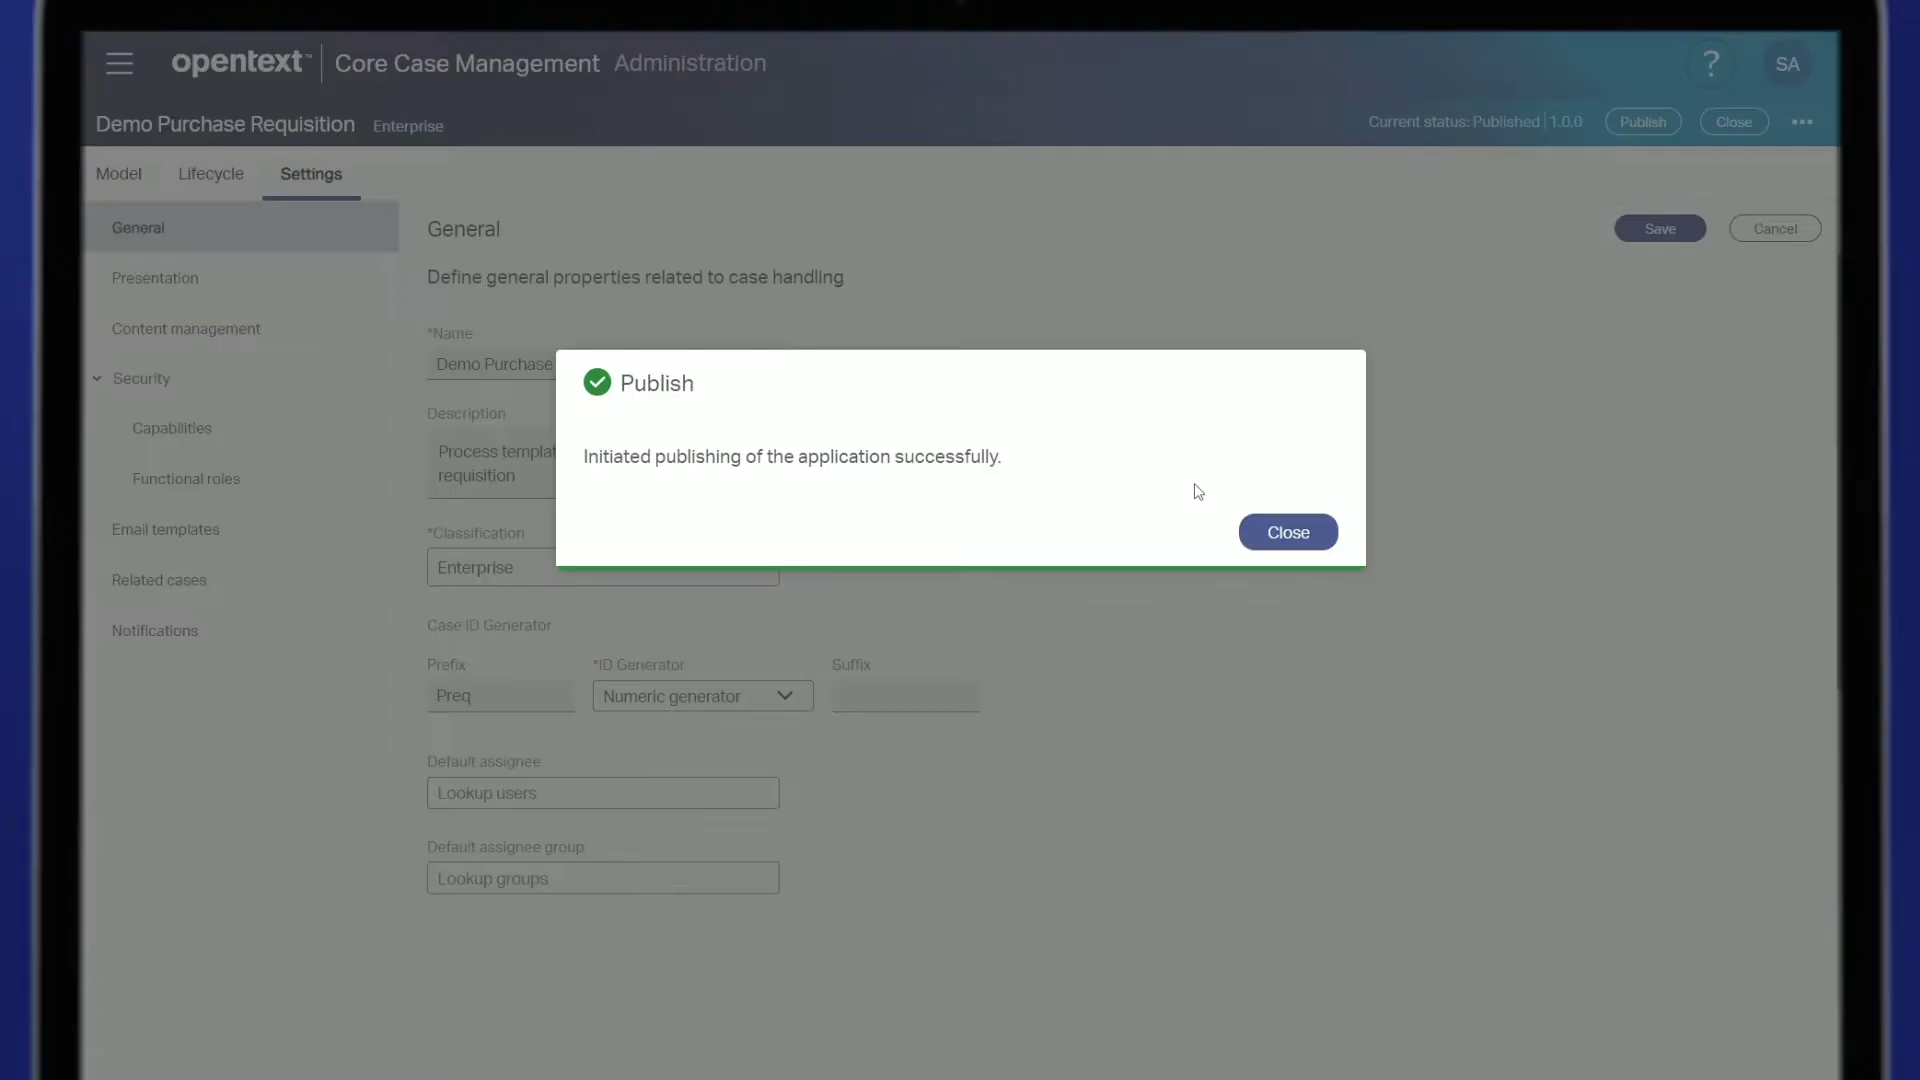 opentext™ | Core Case Management Administration
? SA
Demo Purchase Requisition Enterprise
Current status: Published | 1.0.0 Publish Close
Model Lifecycle Settings
General
Presentation
Content management
Security
Capabilities
Functional roles
Email templates
Related cases
Notifications
General
Save Cancel
Define general properties related to case handling
*Name
Demo Purchase
Description
Process templat
requisition
*Classification
Enterprise
Publish
Initiated publishing of the application successfully.
Close
Case ID Generator
Prefix *ID Generator Suffix
Preq Numeric generator
Default assignee
Lookup users
Default assignee group
Lookup groups